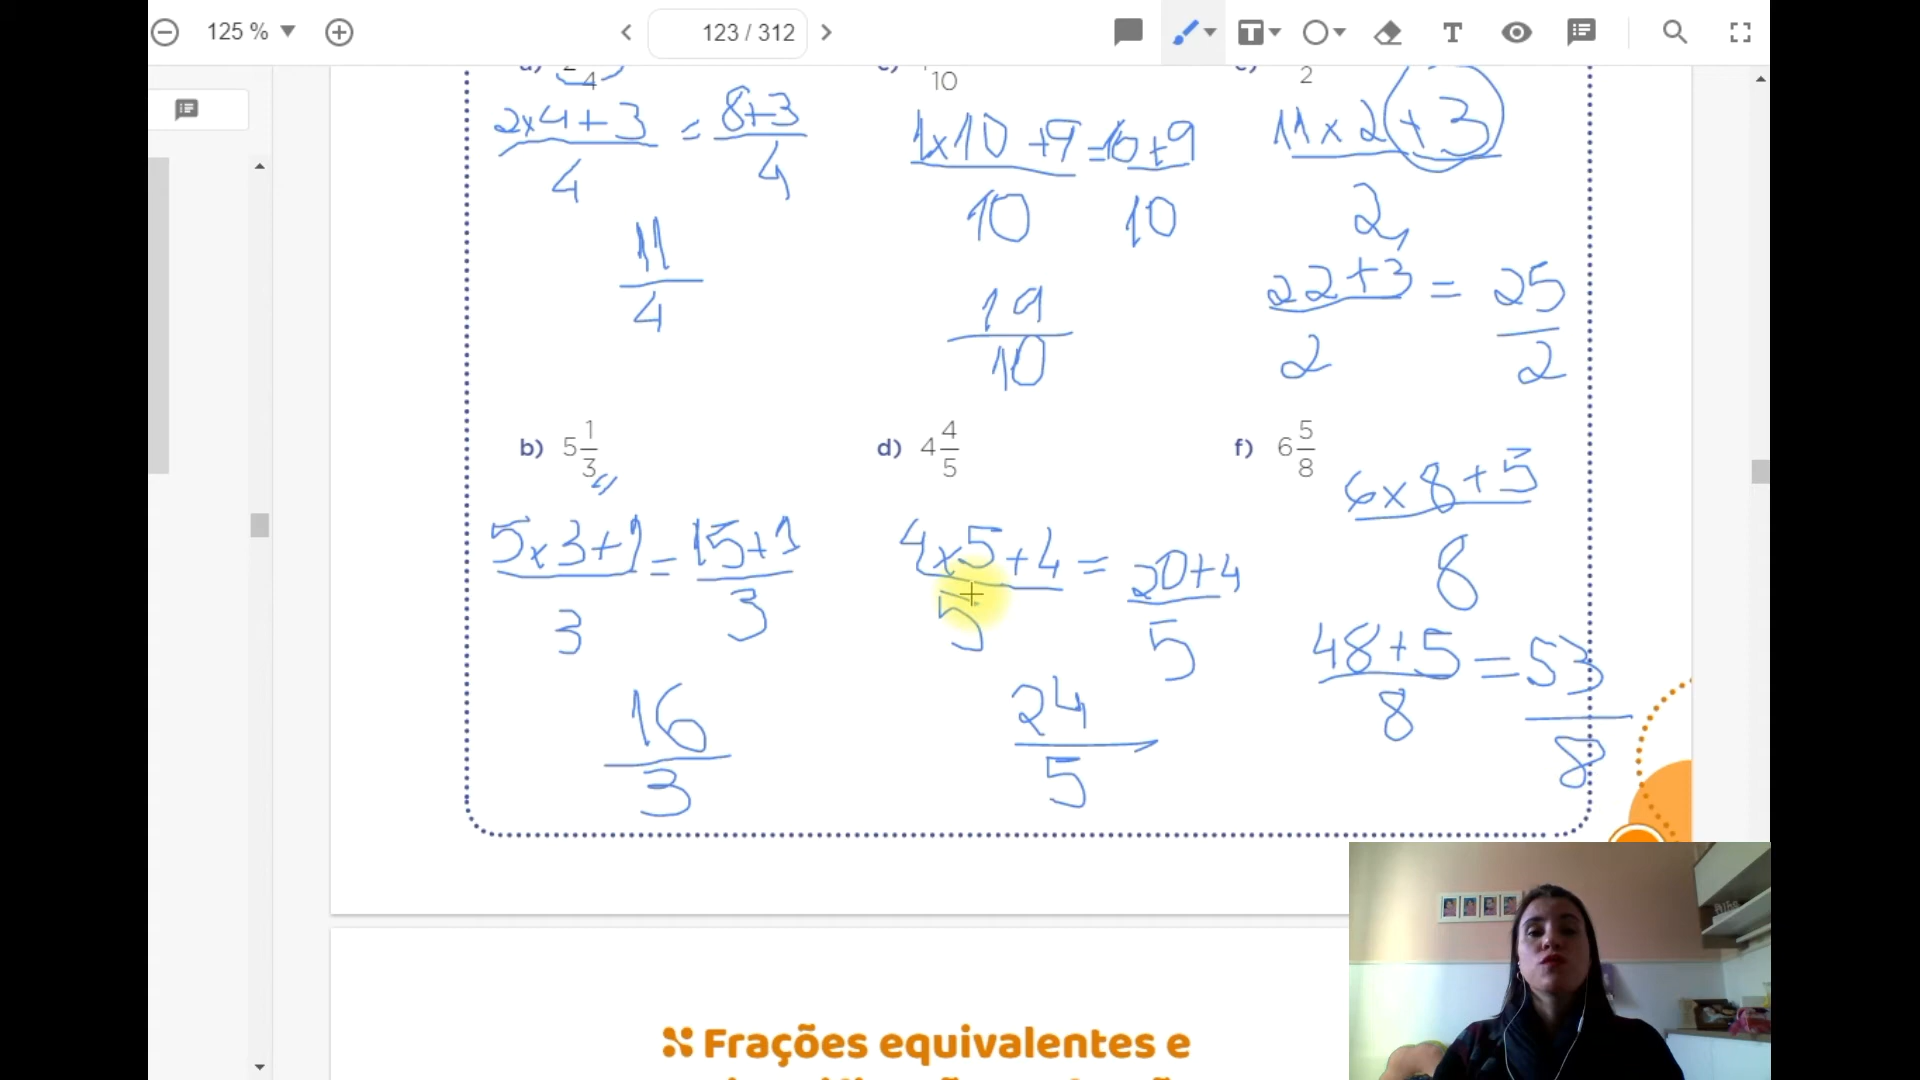 125 %
123 / 312
4
2x4+3 = 8+3
4 4
11
4
10
1x10 +9 = 10+9
10 10
19
10
2
11 x 2 + 3
2
22+3 = 25
2 2
b) 5 1/3
5x3+1 = 15+1
3 3
16
3
d) 4 4/5
4x5+4 = 20+4
5 5
24
5
f) 6 5/8
6x8+5
8
48+5 = 53
8 8
Frações equivalentes e